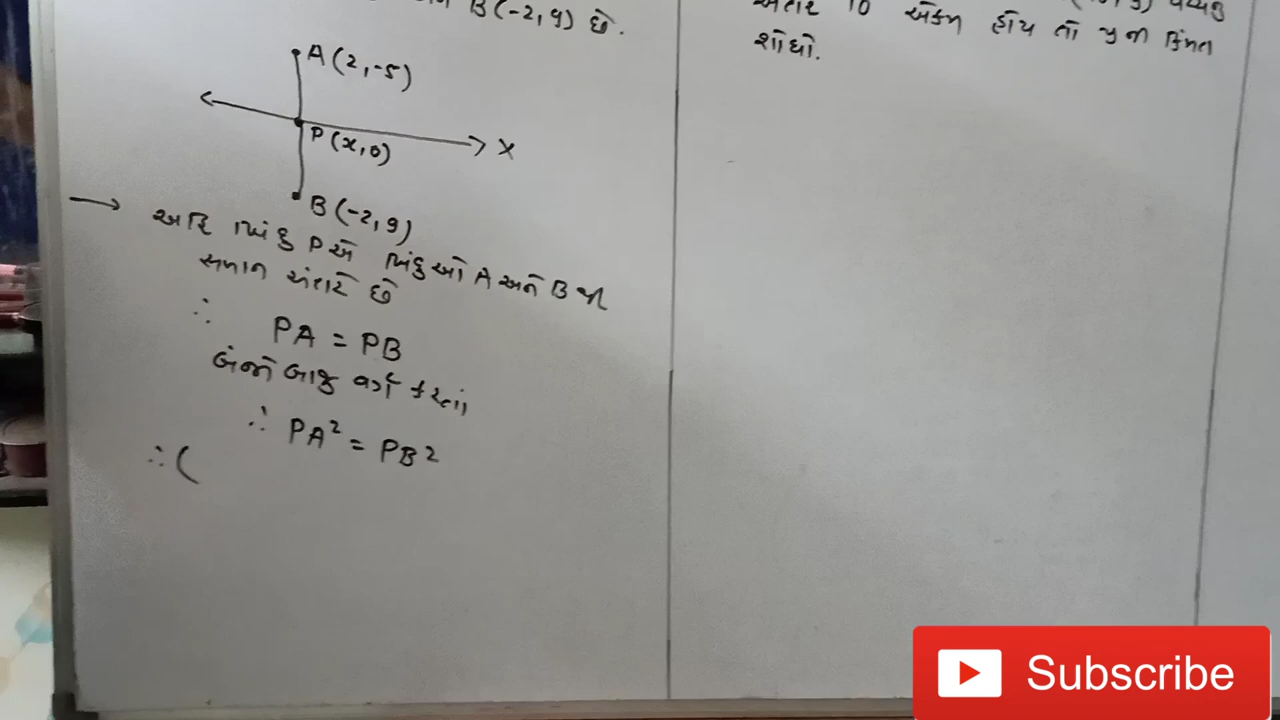 B(-2, 9) છે.
A(2,-5)
P(x,0)
X
B(-2,9)
અહિ બિંદુ P એ બિંદુઓ A અને B થી
સમાન અંતરે છે
∴ PA = PB
બંને બાજુ વર્ગ કરતાં
∴ PA² = PB²
∴ (
અંતર 10 એકમ હોય તો yની કિંમત
શોધો.
Subscribe